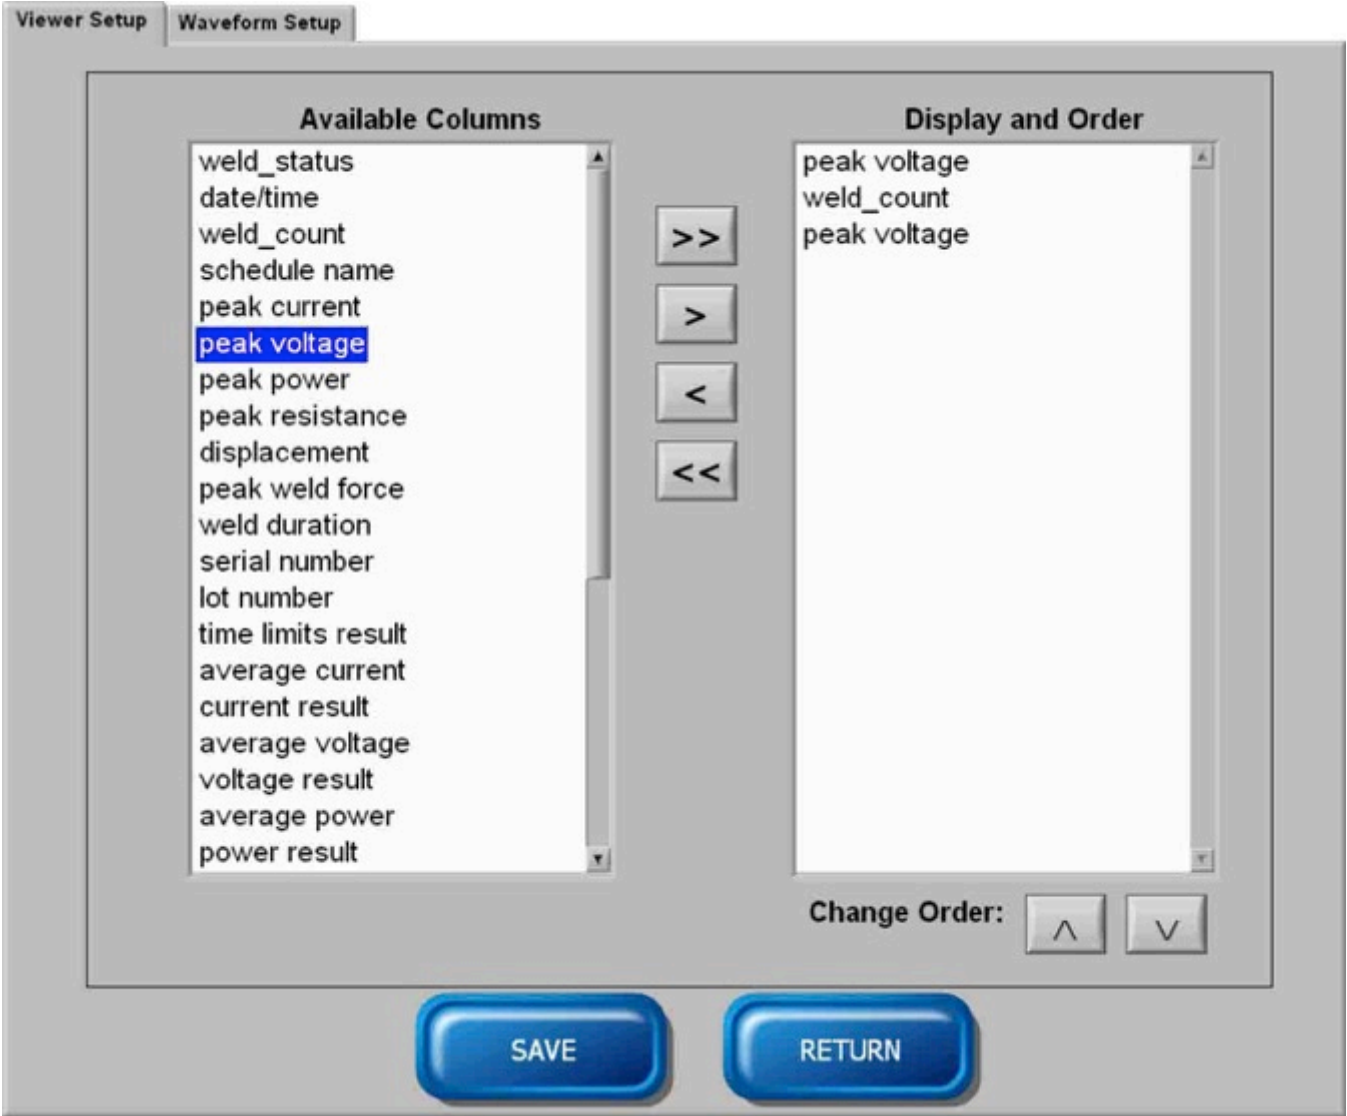 Viewer Setup
Waveform Setup
Available Columns
weld_status
date/time
weld_count
schedule name
peak current
peak voltage
peak power
peak resistance
displacement
peak weld force
weld duration
serial number
lot number
time limits result
average current
current result
average voltage
voltage result
average power
power result
>>
>
<
<<
Display and Order
peak voltage
weld_count
peak voltage
Change Order:
^
v
SAVE
RETURN